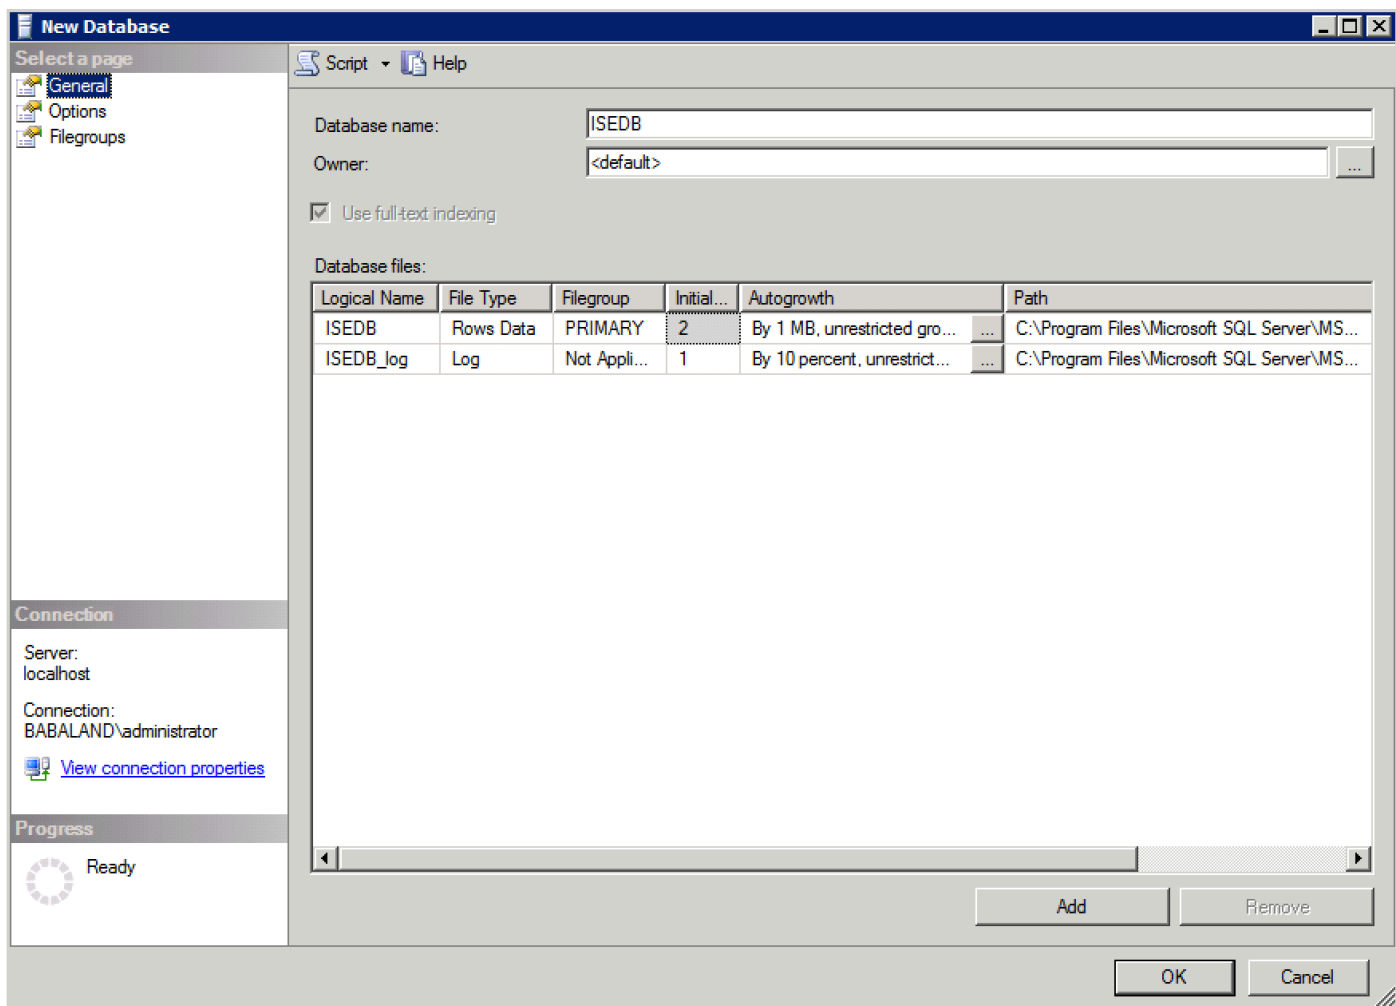 New Database
Select a page
General
Options
Filegroups
Script
Help
Database name:
ISEDB
Owner:
<default>
...
Use full-text indexing
Database files:
Logical Name File Type Filegroup Initial... Autogrowth Path
ISEDB Rows Data PRIMARY 2 By 1 MB, unrestricted gro... ... C:\Program Files\Microsoft SQL Server\MS...
ISEDB_log Log Not Appli... 1 By 10 percent, unrestrict... ... C:\Program Files\Microsoft SQL Server\MS...
Connection
Server:
localhost
Connection:
BABALAND\administrator
View connection properties
Progress
Ready
Add
Remove
OK
Cancel